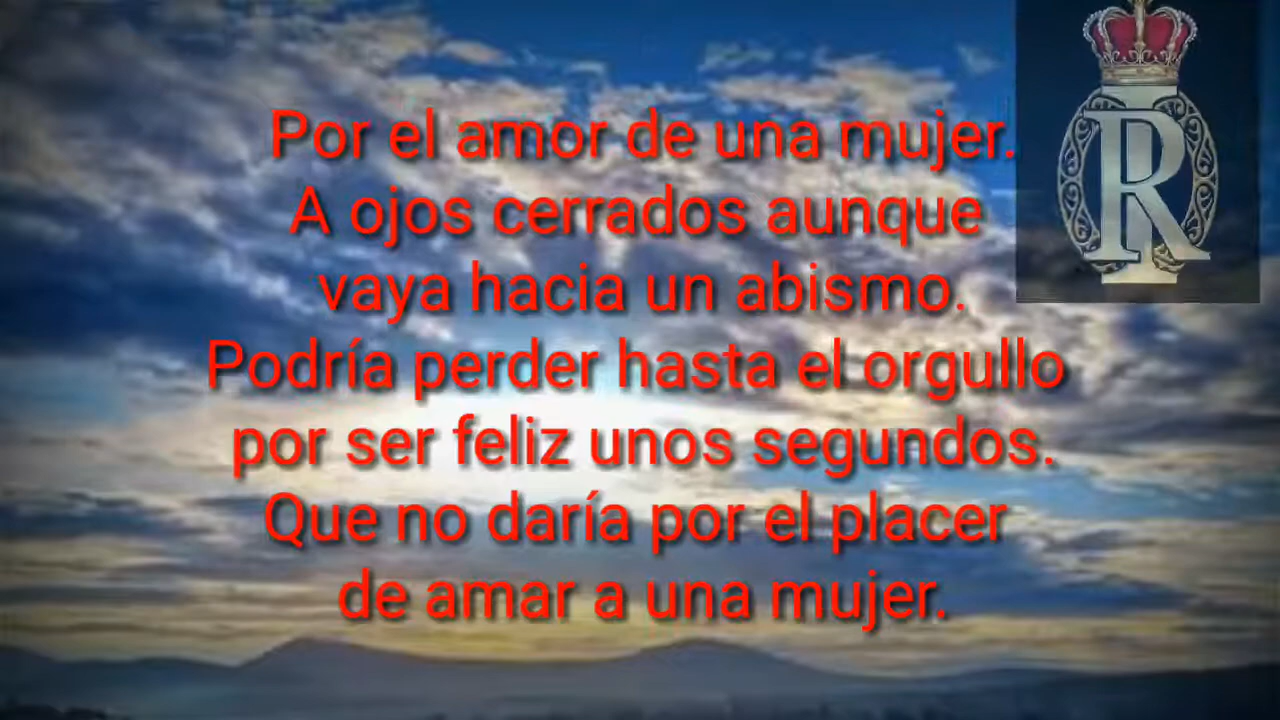 Por el amor de una mujer.
A ojos cerrados aunque
vaya hacia un abismo.
Podría perder hasta el orgullo
por ser feliz unos segundos.
Que no daría por el placer
de amar a una mujer.